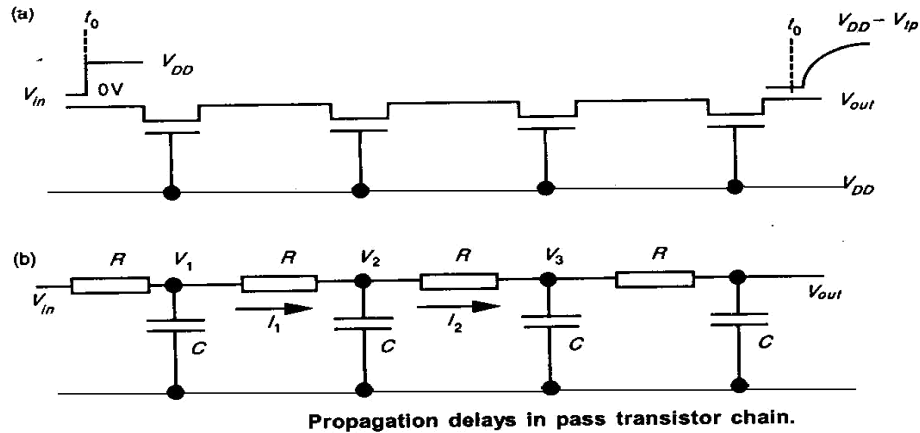 (a)
t0
VDD
0V
Vin
t0
VDD – Vtp
Vout
VDD
(b)
R V1 R V2 R V3 R
Vin I1 I2 Vout
C C C C
Propagation delays in pass transistor chain.